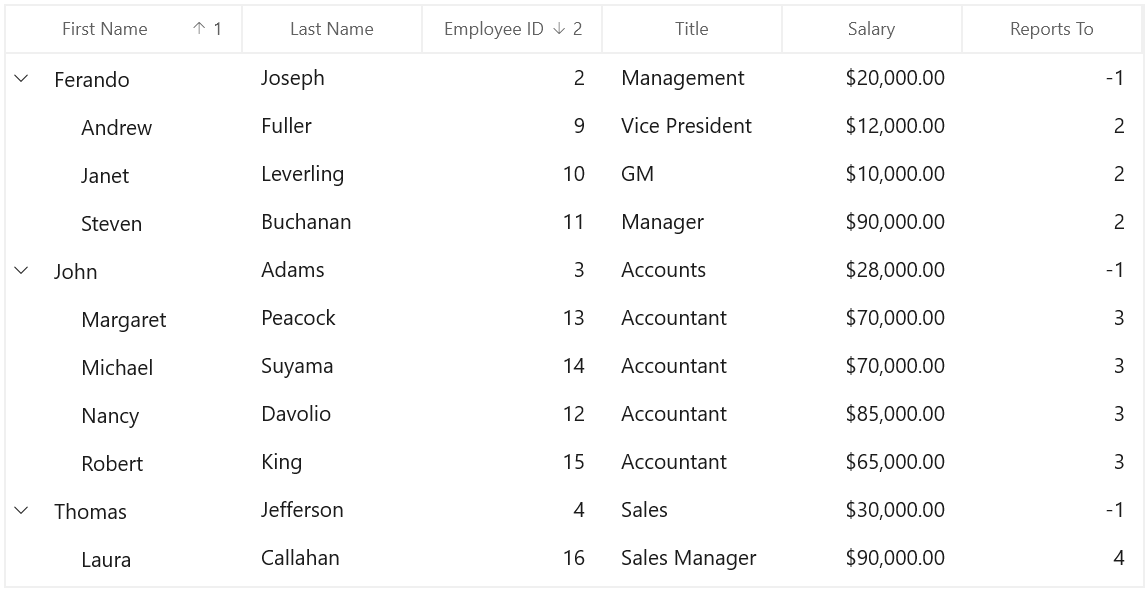 First Name ↑ 1 Last Name Employee ID ↓ 2 Title Salary Reports To
Ferando Joseph 2 Management $20,000.00 -1
Andrew Fuller 9 Vice President $12,000.00 2
Janet Leverling 10 GM $10,000.00 2
Steven Buchanan 11 Manager $90,000.00 2
John Adams 3 Accounts $28,000.00 -1
Margaret Peacock 13 Accountant $70,000.00 3
Michael Suyama 14 Accountant $70,000.00 3
Nancy Davolio 12 Accountant $85,000.00 3
Robert King 15 Accountant $65,000.00 3
Thomas Jefferson 4 Sales $30,000.00 -1
Laura Callahan 16 Sales Manager $90,000.00 4